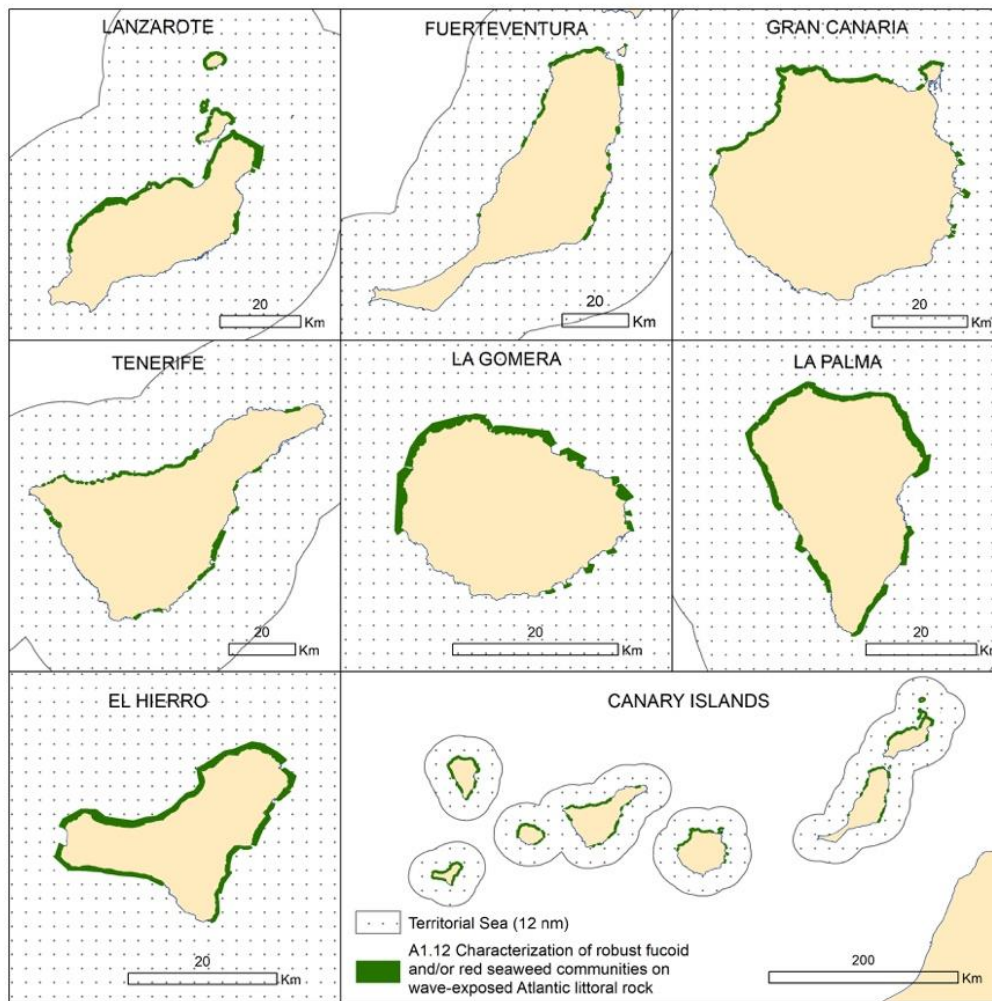 LANZAROTE
20
Km
FUERTEVENTURA
20
Km
GRAN CANARIA
20
Km
TENERIFE
20
Km
LA GOMERA
20
Km
LA PALMA
20
Km
EL HIERRO
20
Km
CANARY ISLANDS
Territorial Sea (12 nm)
A1.12 Characterization of robust fucoid
and/or red seaweed communities on
wave-exposed Atlantic littoral rock
200
Km